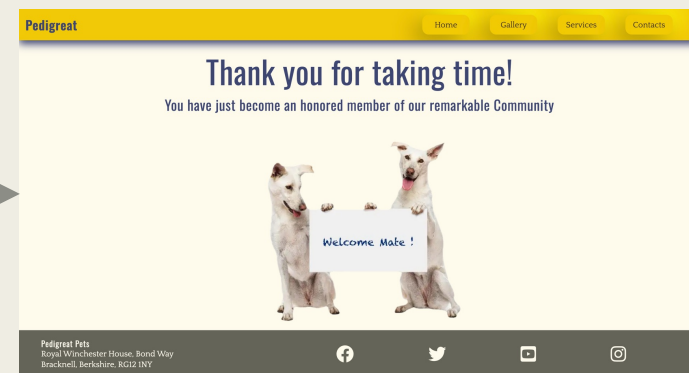 Pedigreat
Home Gallery Services Contacts
Thank you for taking time!
You have just become an honored member of our remarkable Community
Welcome Mate !
Pedigreat Pets
Royal Winchester House, Bond Way
Bracknell, Berkshire, RG12 1NY